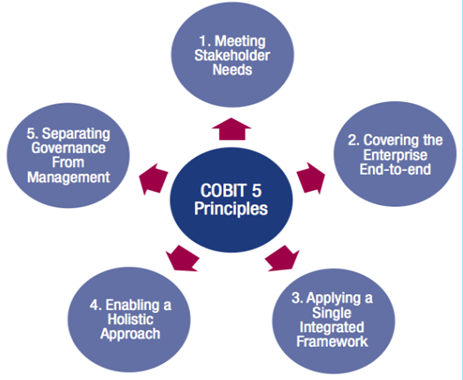 1. Meeting
Stakeholder
Needs
5. Separating
Governance
From
Management
2. Covering the
Enterprise
End-to-end
COBIT 5
Principles
4. Enabling a
Holistic
Approach
3. Applying a
Single
Integrated
Framework